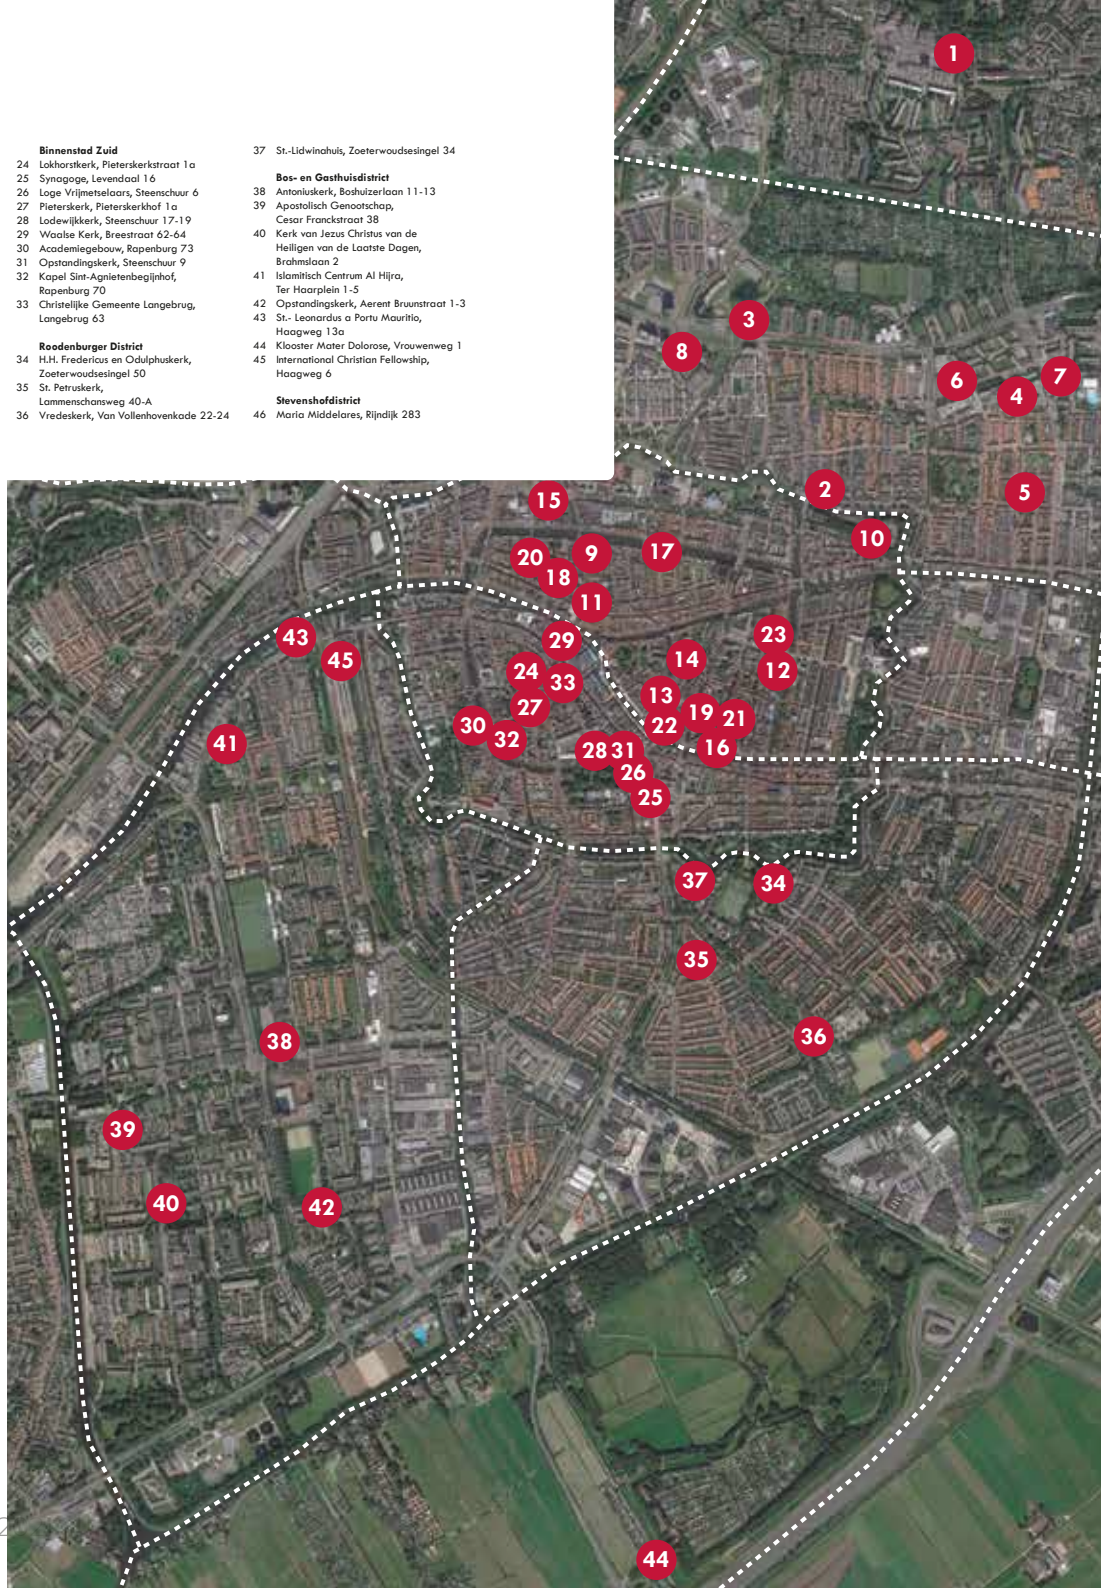 Binnenstad Zuid
24 Lokhorstkerk, Pieterskerkstraat 1a
25 Synagoge, Levendaal 16
26 Loge Vrijmetselaars, Steenschuur 6
27 Pieterskerk, Pieterskerkhof 1a
28 Lodewijkkerk, Steenschuur 17-19
29 Waalse Kerk, Breestraat 62-64
30 Academiegebouw, Rapenburg 73
31 Opstandingskerk, Steenschuur 9
32 Kapel Sint-Agnietenbegijnhof,
Rapenburg 70
33 Christelijke Gemeente Langebrug,
Langebrug 63
Roodenburger District
34 H.H. Fredericus en Odulphuskerk,
Zoeterwoudsesingel 50
35 St. Petruskerk,
Lammenschansweg 40-A
36 Vredeskerk, Van Vollenhovenkade 22-24
37 St.-Lidwinahuis, Zoeterwoudsesingel 34
Bos- en Gasthuisdistrict
38 Antoniuskerk, Boshuizerlaan 11-13
39 Apostolisch Genootschap,
Cesar Franckstraat 38
40 Kerk van Jezus Christus van de
Heiligen van de Laatste Dagen,
Brahmslaan 2
41 Islamitisch Centrum Al Hijra,
Ter Haarplein 1-5
42 Opstandingskerk, Aerent Bruunstraat 1-3
43 St.- Leonardus a Portu Mauritio,
Haagweg 13a
44 Klooster Mater Dolorose, Vrouwenweg 1
45 International Christian Fellowship,
Haagweg 6
Stevenshofdistrict
46 Maria Middelares, Rijndijk 283
1
3
8
7
6
4
2
5
15
10
20
9
17
18
11
43
29
23
45
14
24
12
33
13
27
19
21
30
22
41
32
16
28
31
26
25
37
34
35
36
38
39
40
42
2
44